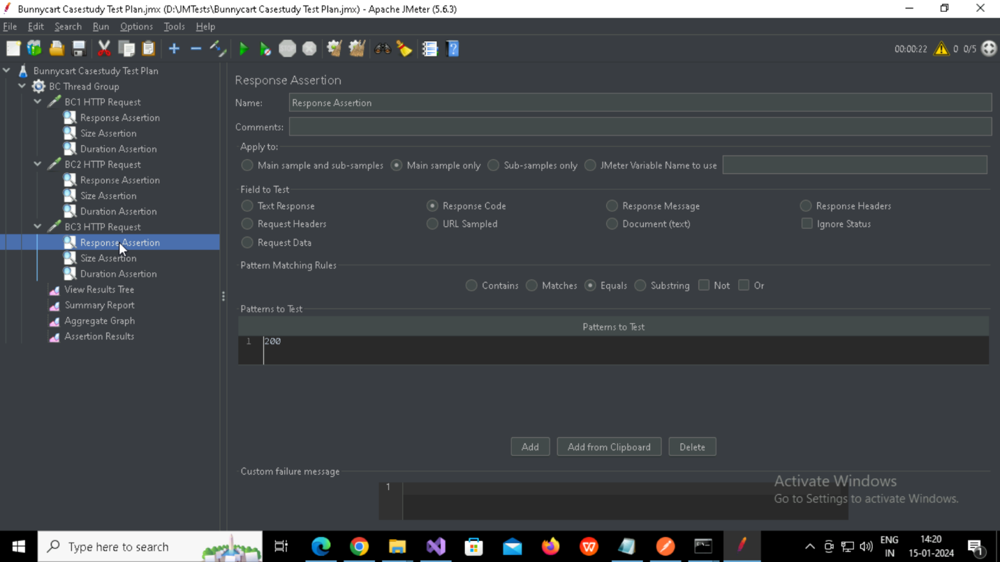 Bunnycart Casestudy Test Plan.jmx (D:\JMTests\Bunnycart Casestudy Test Plan.jmx) - Apache JMeter (5.6.3)
File Edit Search Run Options Tools Help
STOP 00:00:22 0 0/5
Bunnycart Casestudy Test Plan
BC Thread Group
BC1 HTTP Request
Response Assertion
Size Assertion
Duration Assertion
BC2 HTTP Request
Response Assertion
Size Assertion
Duration Assertion
BC3 HTTP Request
Response Assertion
Size Assertion
Duration Assertion
View Results Tree
Summary Report
Aggregate Graph
Assertion Results
Response Assertion
Name: Response Assertion
Comments:
Apply to:
Main sample and sub-samples Main sample only Sub-samples only JMeter Variable Name to use
Field to Test
Text Response Response Code Response Message Response Headers
Request Headers URL Sampled Document (text) Ignore Status
Request Data
Pattern Matching Rules
Contains Matches Equals Substring Not Or
Patterns to Test
Patterns to Test
1 200
Add Add from Clipboard Delete
Custom failure message
1
Activate Windows
Go to Settings to activate Windows.
Type here to search
ENG
IN
14:20
15-01-2024
1